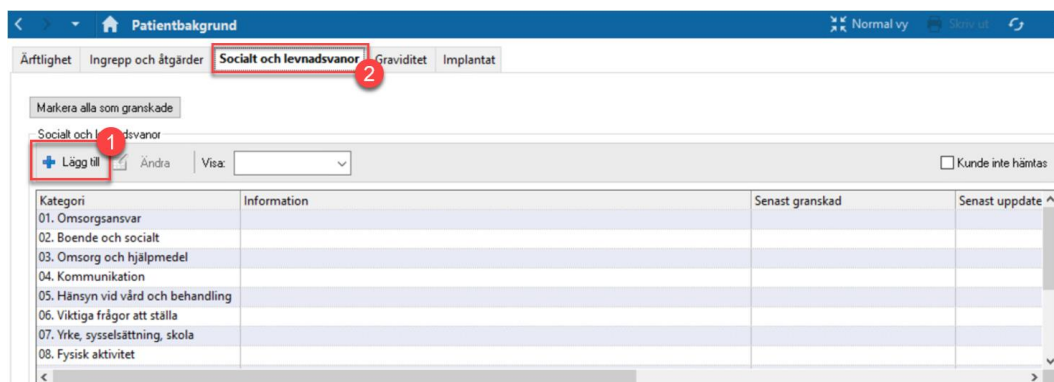 Patientbakgrund Normal vy Skriv ut
Ärftlighet Ingrepp och åtgärder Socialt och levnadsvanor Graviditet Implantat
2
Markera alla som granskade
Socialt och levnadsvanor
1
Lägg till Ändra Visa: Kunde inte hämtas
Kategori Information Senast granskad Senast uppdate
01. Omsorgsansvar
02. Boende och socialt
03. Omsorg och hjälpmedel
04. Kommunikation
05. Hänsyn vid vård och behandling
06. Viktiga frågor att ställa
07. Yrke, sysselsättning, skola
08. Fysisk aktivitet